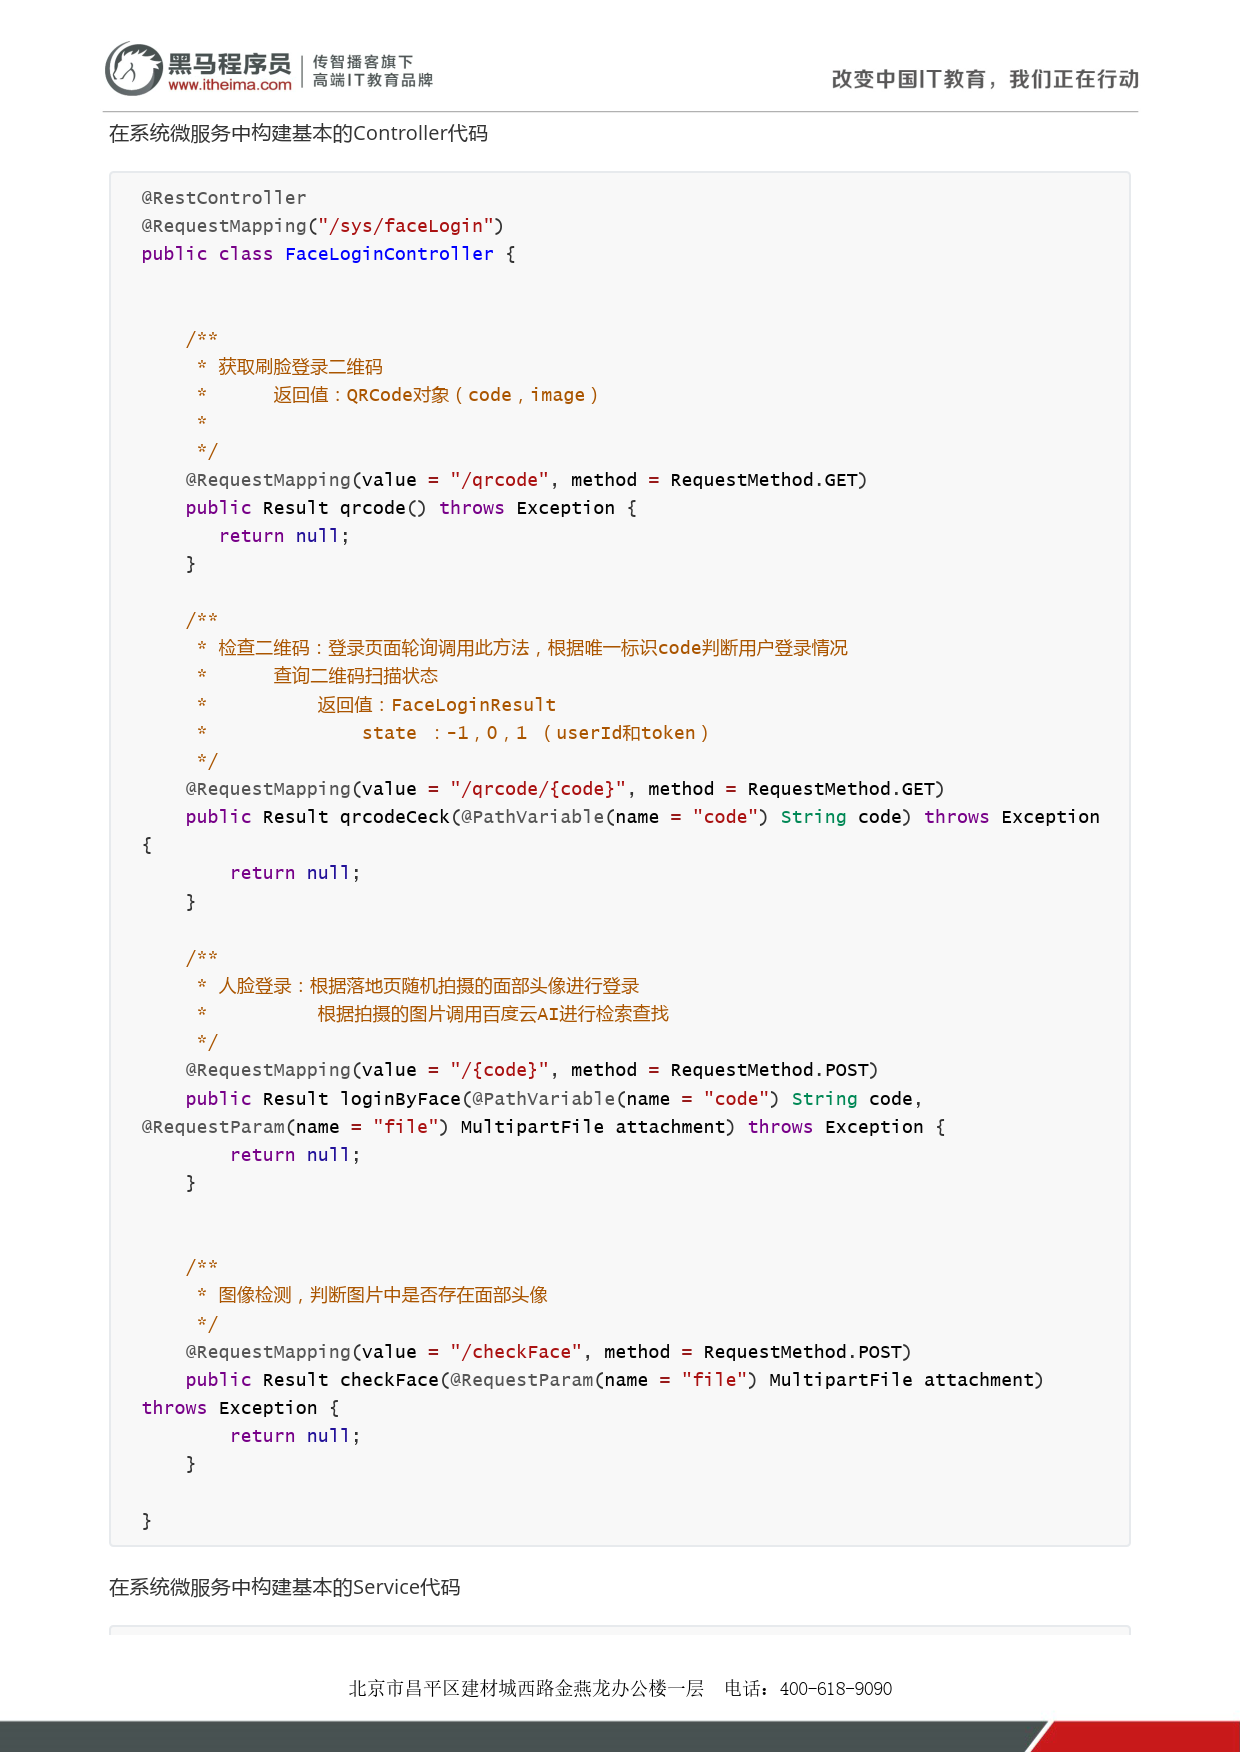 黑马程序员
www.itheima.com
传智播客旗下
高端IT教育品牌
改变中国IT教育，我们正在行动
在系统微服务中构建基本的Controller代码
@RestController
@RequestMapping("/sys/faceLogin")
public class FaceLoginController {
/**
* 获取刷脸登录二维码
*      返回值：QRCode对象（code，image）
*
*/
@RequestMapping(value = "/qrcode", method = RequestMethod.GET)
public Result qrcode() throws Exception {
return null;
}
/**
* 检查二维码：登录页面轮询调用此方法，根据唯一标识code判断用户登录情况
*      查询二维码扫描状态
*          返回值：FaceLoginResult
*              state ：-1，0，1 （userId和token）
*/
@RequestMapping(value = "/qrcode/{code}", method = RequestMethod.GET)
public Result qrcodeCeck(@PathVariable(name = "code") String code) throws Exception
{
return null;
}
/**
* 人脸登录：根据落地页随机拍摄的面部头像进行登录
*          根据拍摄的图片调用百度云AI进行检索查找
*/
@RequestMapping(value = "/{code}", method = RequestMethod.POST)
public Result loginByFace(@PathVariable(name = "code") String code,
@RequestParam(name = "file") MultipartFile attachment) throws Exception {
return null;
}
/**
* 图像检测，判断图片中是否存在面部头像
*/
@RequestMapping(value = "/checkFace", method = RequestMethod.POST)
public Result checkFace(@RequestParam(name = "file") MultipartFile attachment)
throws Exception {
return null;
}
}
在系统微服务中构建基本的Service代码
北京市昌平区建材城西路金燕龙办公楼一层 电话：400-618-9090